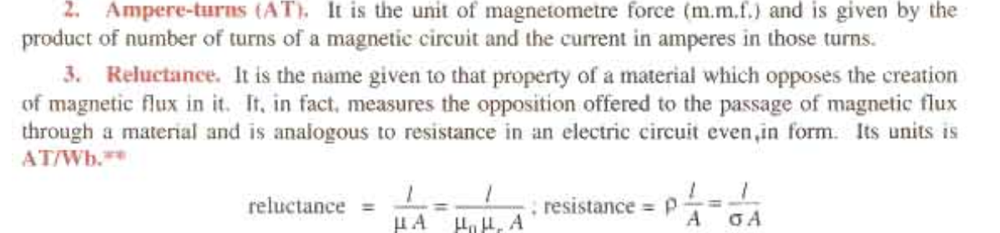 2. Ampere-turns (AT). It is the unit of magnetometre force (m.m.f.) and is given by the
product of number of turns of a magnetic circuit and the current in amperes in those turns.
3. Reluctance. It is the name given to that property of a material which opposes the creation
of magnetic flux in it. It, in fact, measures the opposition offered to the passage of magnetic flux
through a material and is analogous to resistance in an electric circuit even,in form. Its units is
AT/Wb.**
reluctance = l/μA = l/μ₀μᵣA ; resistance = ρ l/A = l/σA